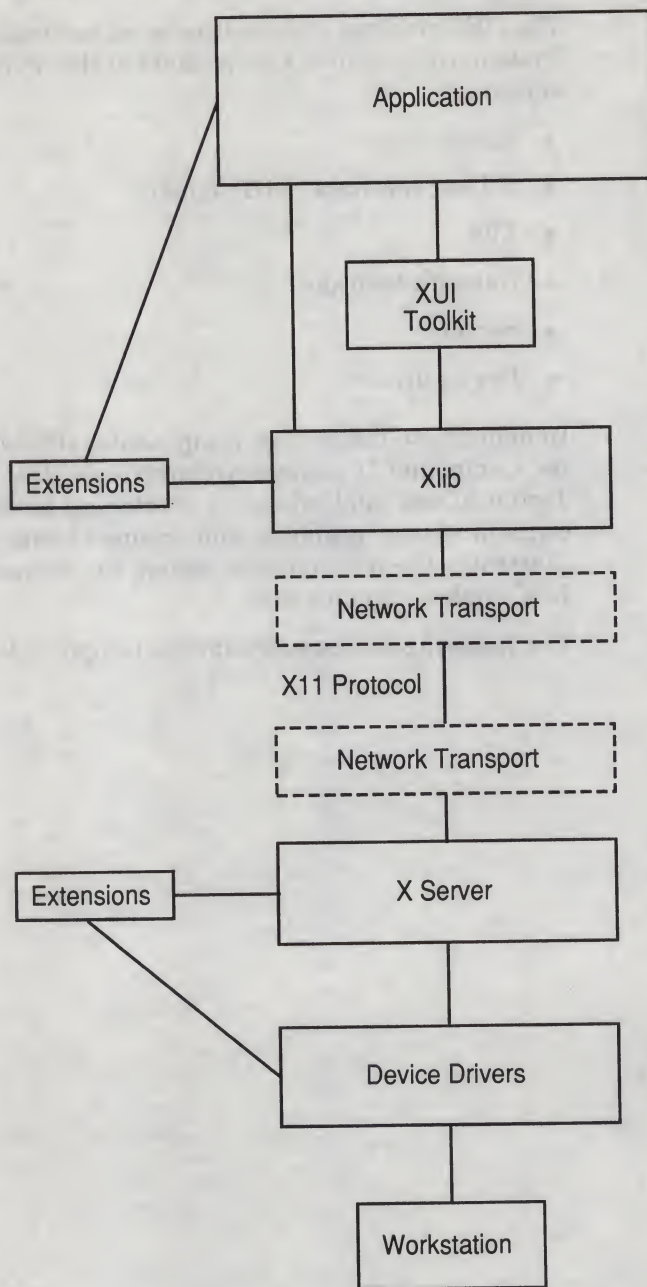 Application
XUI
Toolkit
Extensions
Xlib
Network Transport
X11 Protocol
Network Transport
Extensions
X Server
Device Drivers
Workstation